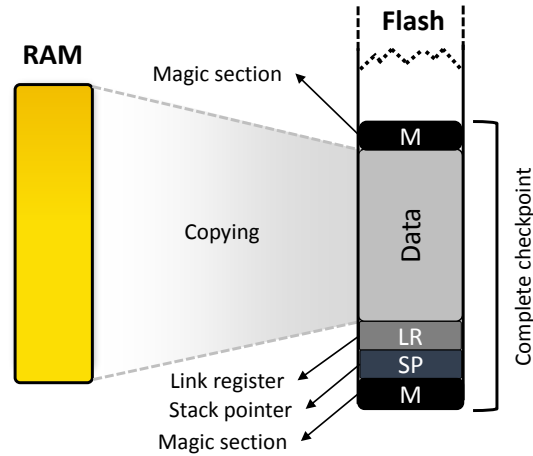 Flash
RAM
Magic section
M
Data
Copying
Complete checkpoint
LR
SP
M
Link register
Stack pointer
Magic section